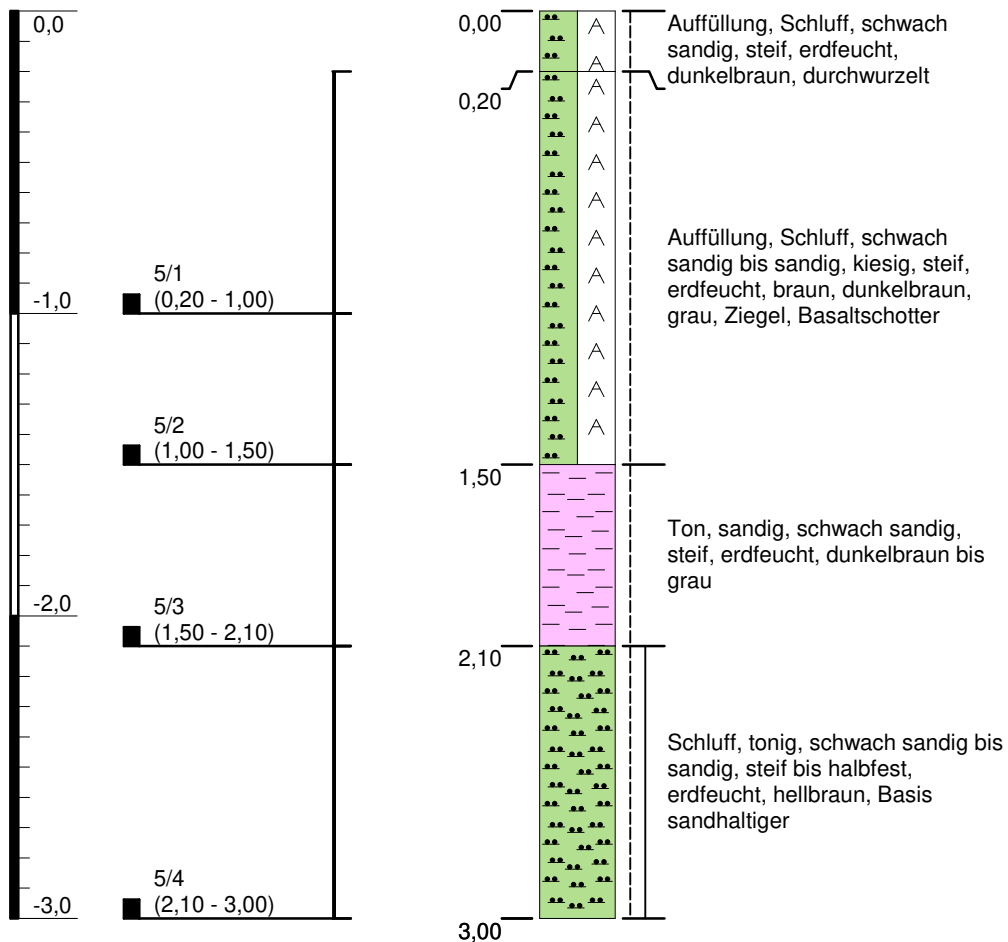 0,0
-1,0
-2,0
-3,0
5/1
(0,20 - 1,00)
5/2
(1,00 - 1,50)
5/3
(1,50 - 2,10)
5/4
(2,10 - 3,00)
0,00
0,20
1,50
2,10
3,00
Auffüllung, Schluff, schwach
sandig, steif, erdfeucht,
dunkelbraun, durchwurzelt
Auffüllung, Schluff, schwach
sandig bis sandig, kiesig, steif,
erdfeucht, braun, dunkelbraun,
grau, Ziegel, Basaltschotter
Ton, sandig, schwach sandig,
steif, erdfeucht, dunkelbraun bis
grau
Schluff, tonig, schwach sandig bis
sandig, steif bis halbfest,
erdfeucht, hellbraun, Basis
sandhaltiger